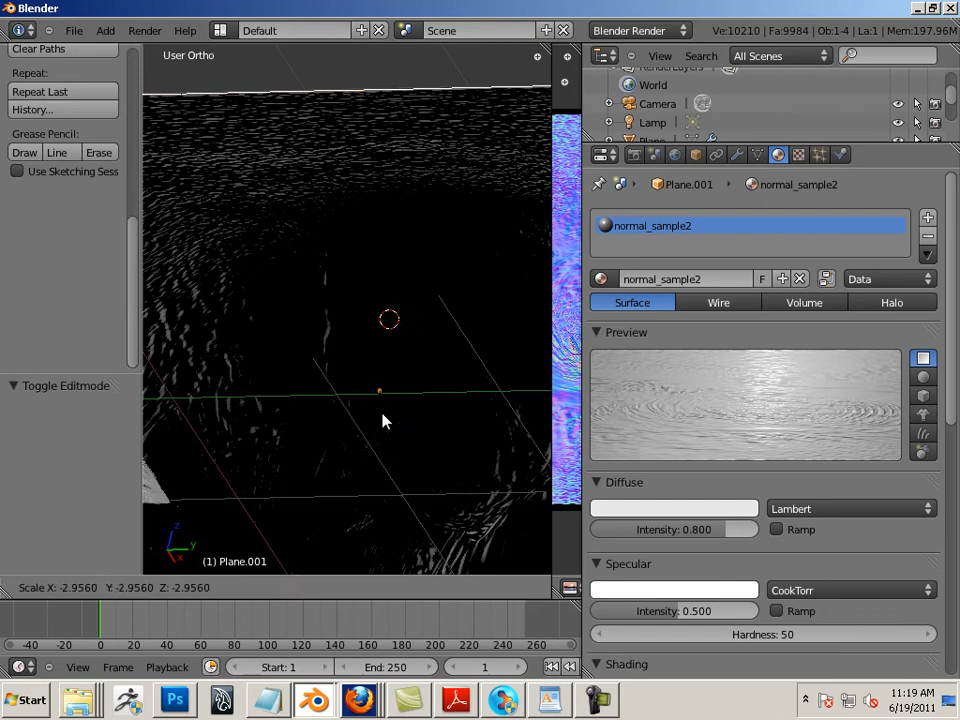 Blender
File Add Render Help Default Scene Blender Render Ve:10210 | Fa:9984 | Ob:1-4 | La:1 | Mem:197.96M
Clear Paths
Repeat:
Repeat Last
History...
Grease Pencil:
Draw Line Erase
Use Sketching Sess
Toggle Editmode
User Ortho
z
y
x
(1) Plane.001
Scale X: -2.9560 Y: -2.9560 Z: -2.9560
View Search All Scenes
World
Camera
Lamp
Plane.001 normal_sample2
normal_sample2
normal_sample2 F Data
Surface Wire Volume Halo
Preview
Diffuse
Lambert
Intensity: 0.800 Ramp
Specular
CookTorr
Intensity: 0.500 Ramp
Hardness: 50
Shading
-40 -20 0 20 40 60 80 100 120 140 160 180 200 220 240 260
View Frame Playback Start: 1 End: 250 1
Start Ps 11:19 AM
6/19/2011